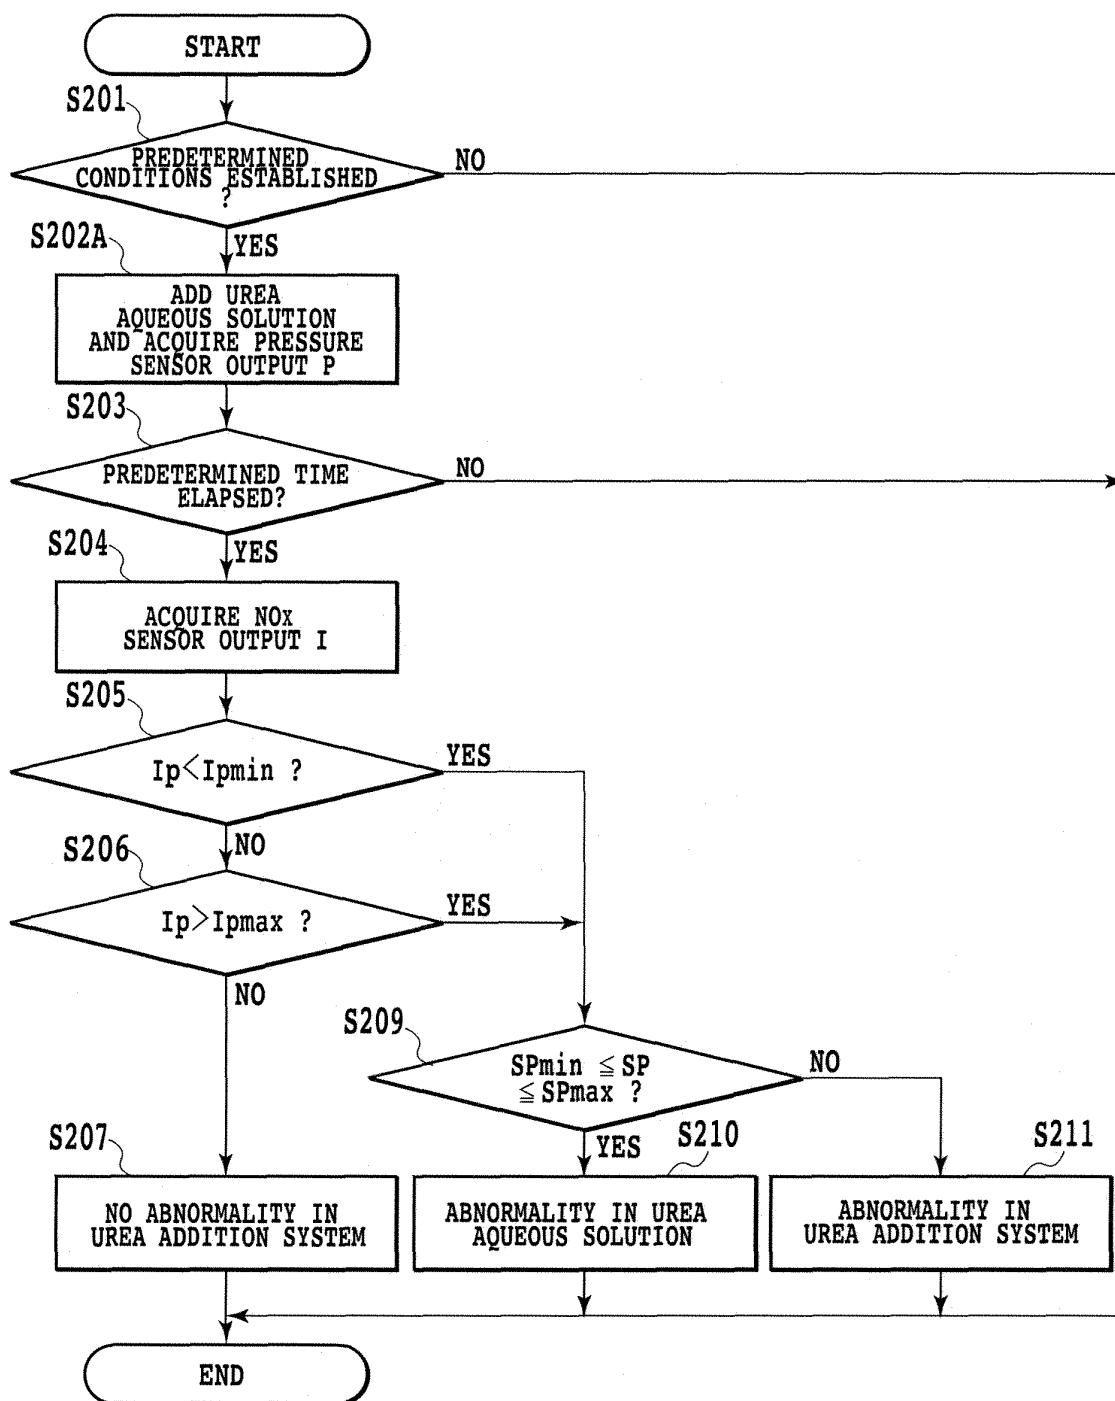 START
S201
PREDETERMINED
CONDITIONS ESTABLISHED
?
NO
YES
S202A
ADD UREA
AQUEOUS SOLUTION
AND ACQUIRE PRESSURE
SENSOR OUTPUT P
S203
PREDETERMINED TIME
ELAPSED?
NO
YES
S204
ACQUIRE NOx
SENSOR OUTPUT I
S205
Ip<Ipmin ?
YES
NO
S206
Ip>Ipmax ?
YES
NO
S209
SPmin ≦ SP
≦ SPmax ?
NO
YES
S207
NO ABNORMALITY IN
UREA ADDITION SYSTEM
S210
ABNORMALITY IN UREA
AQUEOUS SOLUTION
S211
ABNORMALITY IN
UREA ADDITION SYSTEM
END